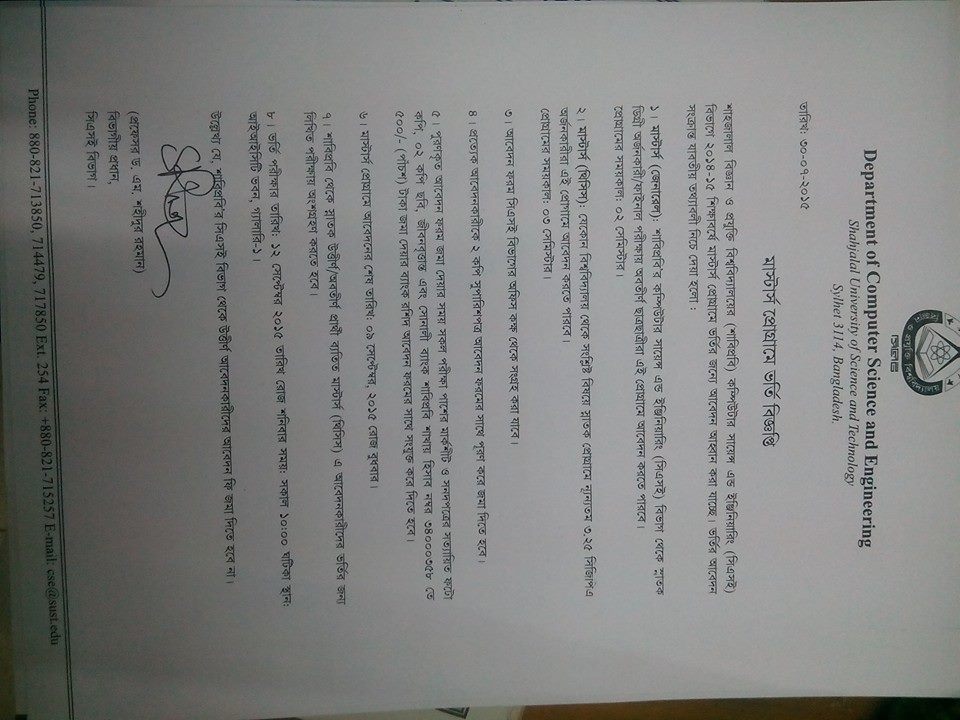 সিলেট
Department of Computer Science and Engineering
Shahjalal University of Science and Technology
Sylhet 3114, Bangladesh.
তারিখ: ৩০-০৭-২০১৫
মাস্টার্স প্রোগ্রামে ভর্তি বিজ্ঞপ্তি
শাহজালাল বিজ্ঞান ও প্রযুক্তি বিশ্ববিদ্যালয়ের (শাবিপ্রবি) কম্পিউটার সায়েন্স এন্ড ইঞ্জিনিয়ারিং (সিএসই)
বিভাগে ২০১৪-১৫ শিক্ষাবর্ষে মাস্টার্স প্রোগ্রামে ভর্তির জন্যে আবেদন আহবান করা যাচ্ছে। ভর্তির আবেদন
সংক্রান্ত যাবতীয় তথ্যাবলী নিচে দেয়া হলো :
১। মাস্টার্স (জেনারেল): শাবিপ্রবি'র কম্পিউটার সায়েন্স এন্ড ইঞ্জিনিয়ারিং (সিএসই) বিভাগ থেকে স্নাতক
ডিগ্রী অর্জনকারী/ফাইনাল পরীক্ষায় অবতীর্ণ ছাত্রছাত্রীরা এই প্রোগ্রামে আবেদন করতে পারবে।
প্রোগ্রামের সময়কাল: ০২ সেমিস্টার।
২। মাস্টার্স (থিসিস): যেকোন বিশ্ববিদ্যালয় থেকে সংশ্লিষ্ট বিষয়ে স্নাতক প্রোগ্রামে ন্যূনতম ৩.২৫ সিজিপিএ
অর্জনকারীরা এই প্রোগামে আবেদন করতে পারবে।
প্রোগ্রামের সময়কাল: ০৩ সেমিস্টার।
৩। আবেদন ফরম সিএসই বিভাগের অফিস কক্ষ থেকে সংগ্রহ করা যাবে।
৪। প্রত্যেক আবেদনকারীকে ২ কপি সুপারিশপত্র আবেদন ফরমের সাথে পূরণ করে জমা দিতে হবে।
৫। পূরণকৃত আবেদন ফরম জমা দেয়ার সময় সকল পরীক্ষা পাশের মার্কশীট ও সনদপত্রের সত্যায়িত ফটো
কপি, ০২ কপি ছবি, জীবনবৃত্তান্ত এবং সোনালী ব্যাংক শাবিপ্রবি শাখায় হিসাব নম্বর ৩৪০০০৩৫৮ তে
৫০০/- (পাঁচশ) টাকা জমা দেয়ার ব্যাংক রশিদ আবেদন ফরমের সাথে সংযুক্ত করে দিতে হবে।
৬। মাস্টার্স প্রোগ্রামে আবেদনের শেষ তারিখ: ০৯ সেপ্টেম্বর, ২০১৫ রোজ বুধবার।
৭। শাবিপ্রবি থেকে স্নাতক উত্তীর্ণ/অবতীর্ণ প্রার্থী ব্যতিত মাস্টার্স (থিসিস) এ আবেদনকারীদের ভর্তির জন্য
লিখিত পরীক্ষায় অংশগ্রহণ করতে হবে।
৮। ভর্তি পরীক্ষার তারিখ: ১২ সেপ্টেম্বর ২০১৫ তারিখ রোজ শনিবার সময়: সকাল ১০:০০ ঘটিকা স্থান:
আইআইসিটি ভবন, গ্যালারি-১।
উল্লেখ্য যে, শাবিপ্রবি'র সিএসই বিভাগ থেকে উত্তীর্ণ আবেদনকারীদের আবেদন ফি জমা দিতে হবে না।
(প্রফেসর ড. এম. শহীদুর রহমান)
বিভাগীয় প্রধান,
সিএসই বিভাগ।
Phone: 880-821-713850, 714479, 717850 Ext. 254 Fax: +880-821-715257 E-mail: cse@sust.edu